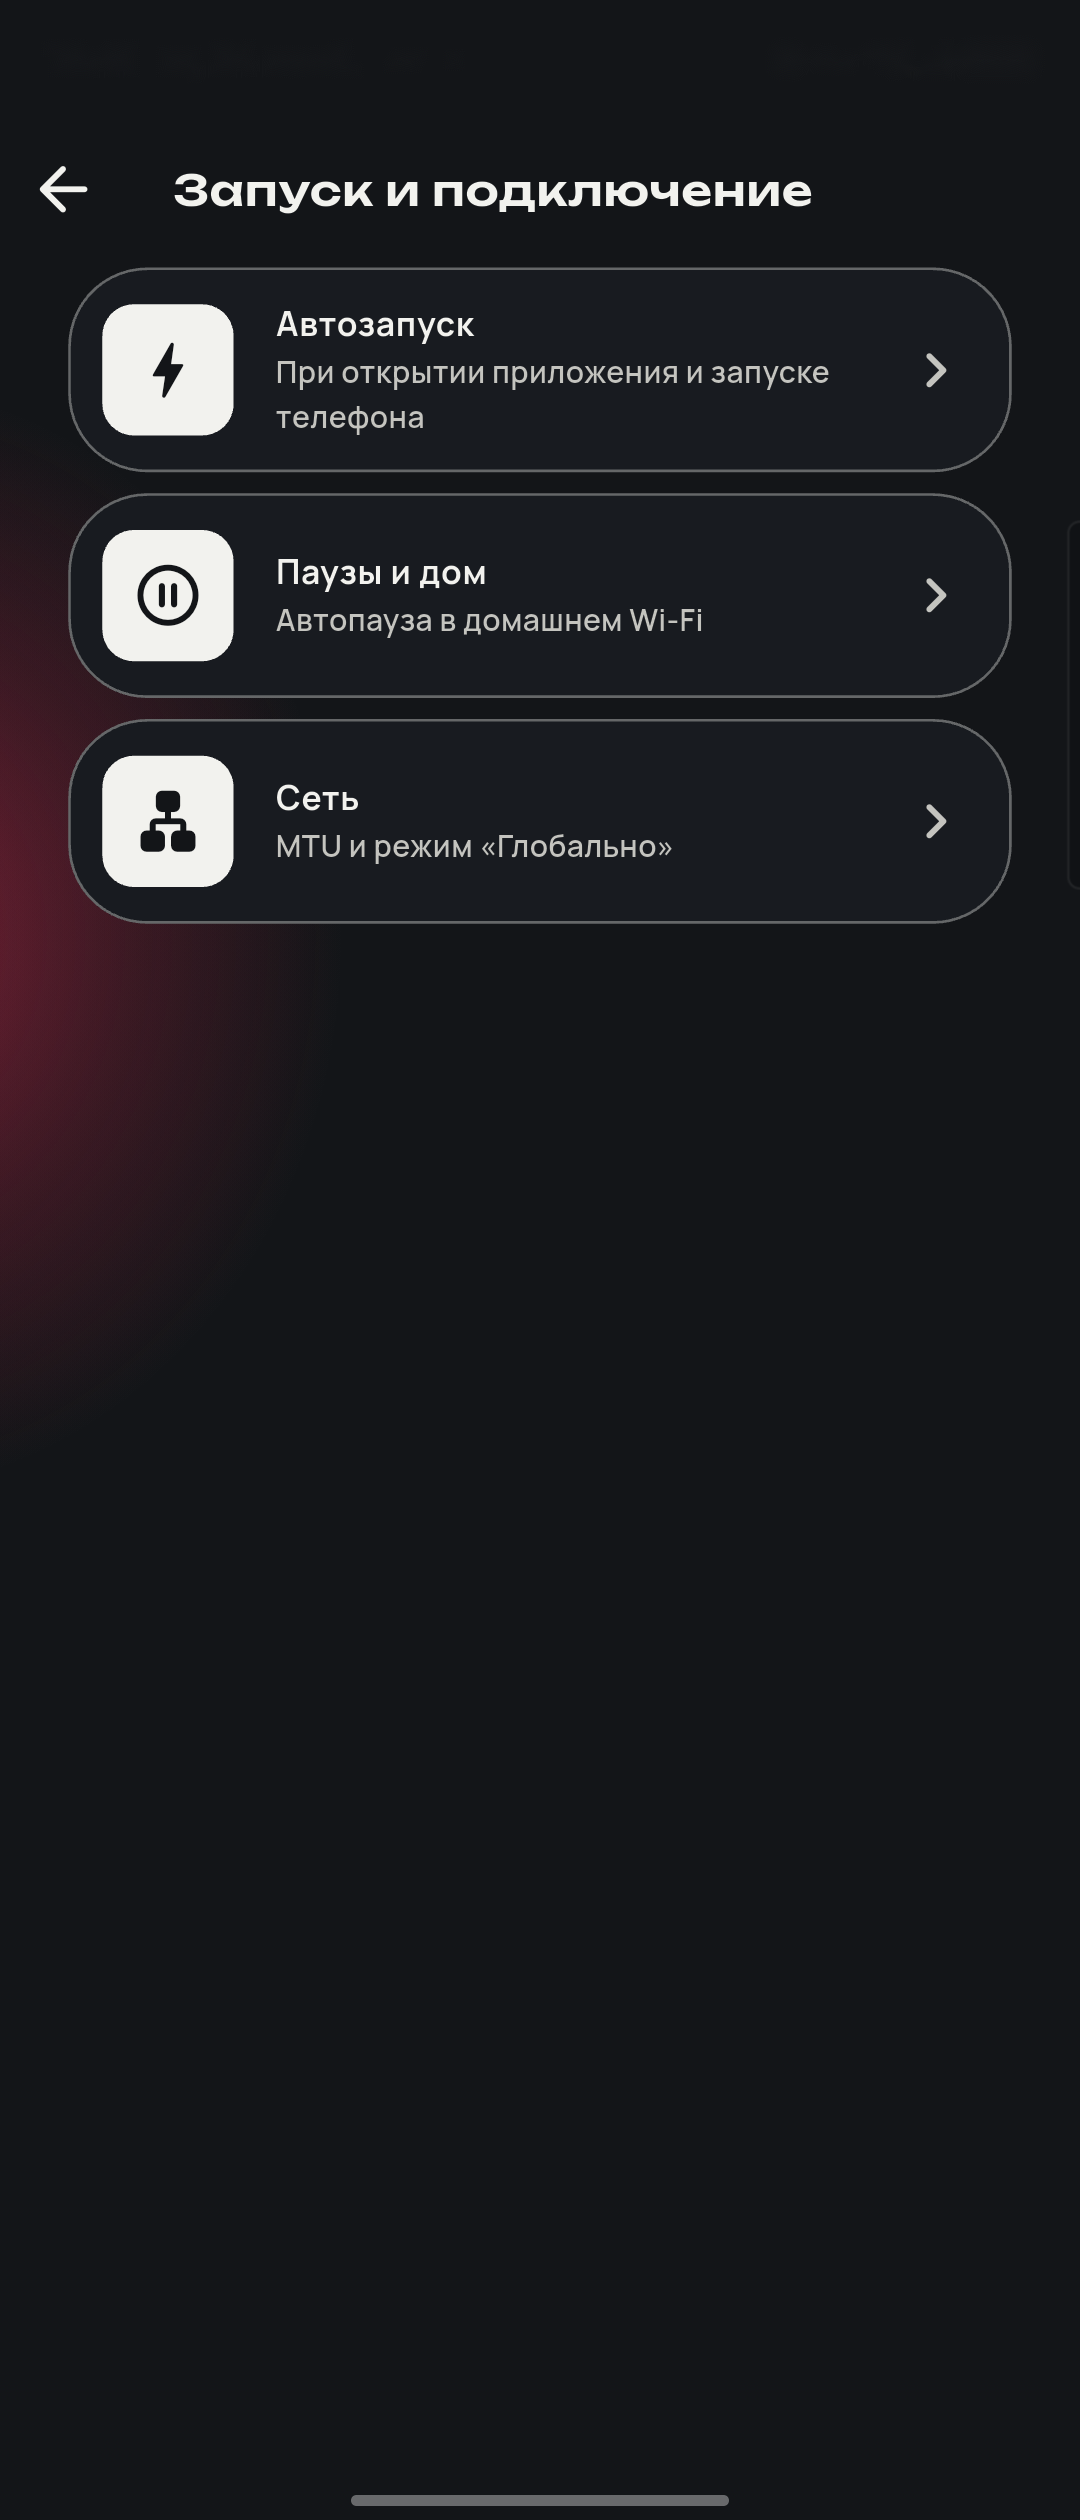 Запуск и подключение
Автозапуск
При открытии приложения и запуске
телефона
Паузы и дом
Автопауза в домашнем Wi-Fi
Сеть
MTU и режим «Глобально»